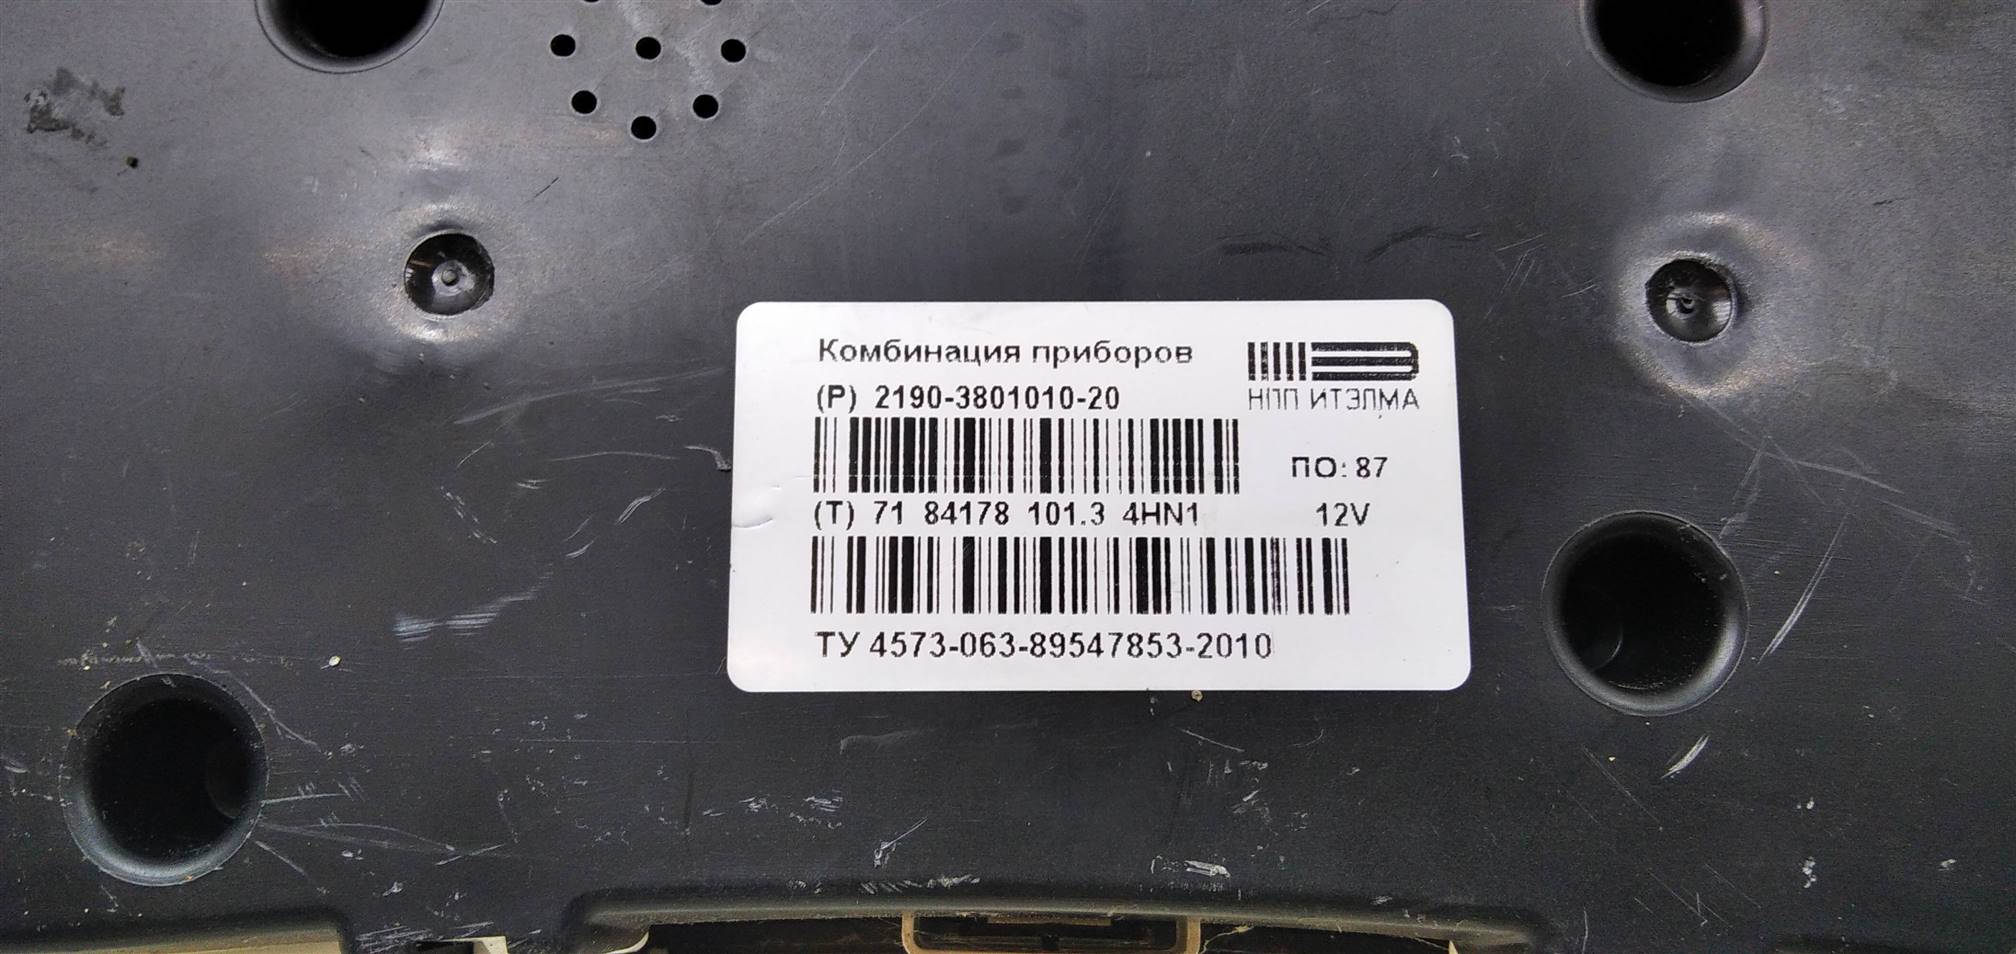 Комбинация приборов
(P) 2190-3801010-20
НПП ИТЭЛМА
ПО: 87
(T) 71 84178 101.3 4HN1
12V
ТУ 4573-063-89547853-2010